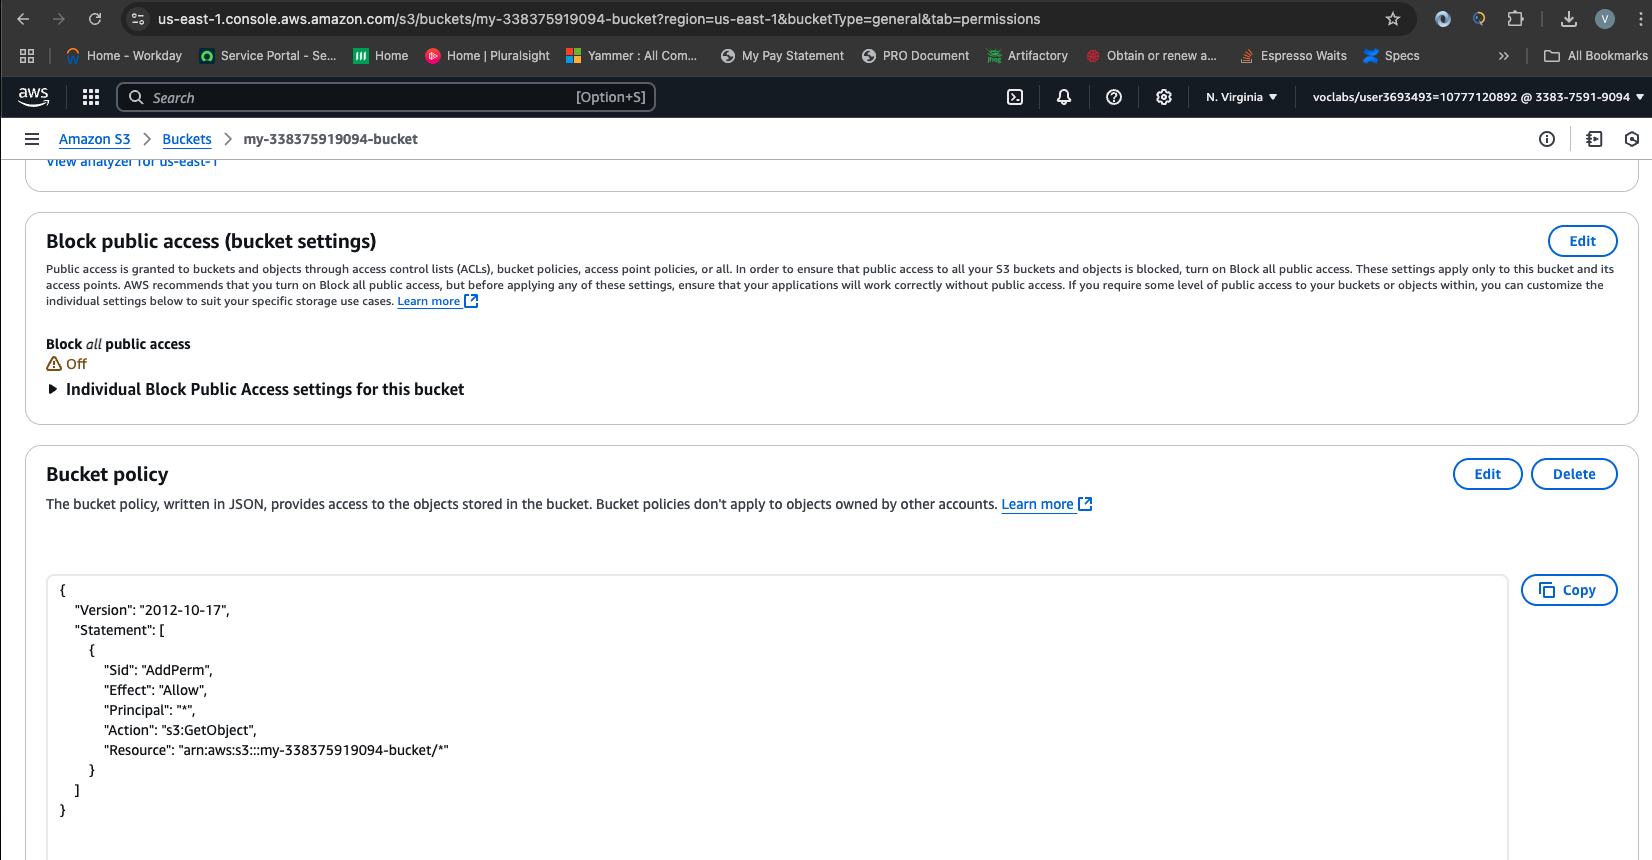 us-east-1.console.aws.amazon.com/s3/buckets/my-338375919094-bucket?region=us-east-1&bucketType=general&tab=permissions
V
Home - Workday
Service Portal - Se...
Home
Home | Pluralsight
Yammer : All Com...
My Pay Statement
PRO Document
Artifactory
Obtain or renew a...
Espresso Waits
Specs
All Bookmarks
aws
Search
[Option+S]
N. Virginia
voclabs/user3693493=10777120892 @ 3383-7591-9094
Amazon S3
Buckets
my-338375919094-bucket
View analyzer for us-east-1
Block public access (bucket settings)
Edit
Public access is granted to buckets and objects through access control lists (ACLs), bucket policies, access point policies, or all. In order to ensure that public access to all your S3 buckets and objects is blocked, turn on Block all public access. These settings apply only to this bucket and its
access points. AWS recommends that you turn on Block all public access, but before applying any of these settings, ensure that your applications will work correctly without public access. If you require some level of public access to your buckets or objects within, you can customize the
individual settings below to suit your specific storage use cases. Learn more
Block all public access
Off
Individual Block Public Access settings for this bucket
Bucket policy
Edit
Delete
The bucket policy, written in JSON, provides access to the objects stored in the bucket. Bucket policies don't apply to objects owned by other accounts. Learn more
Copy
{
"Version": "2012-10-17",
"Statement": [
{
"Sid": "AddPerm",
"Effect": "Allow",
"Principal": "*",
"Action": "s3:GetObject",
"Resource": "arn:aws:s3:::my-338375919094-bucket/*"
}
]
}